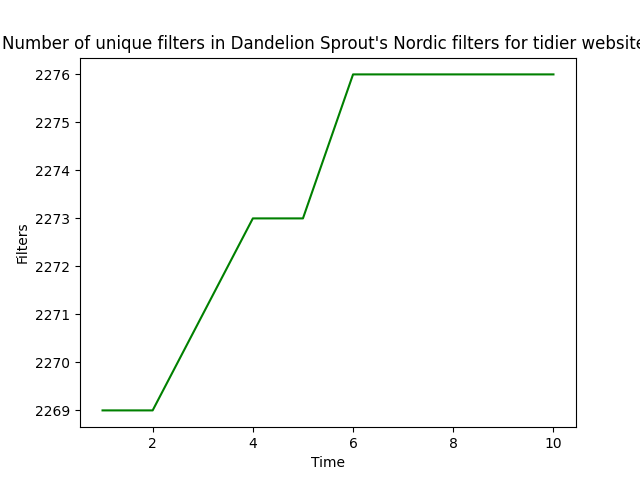 Number of unique filters in Dandelion Sprout's Nordic filters for tidier website
2276
2275
2274
2273
2272
2271
2270
2269
Filters
2 4 6 8 10
Time